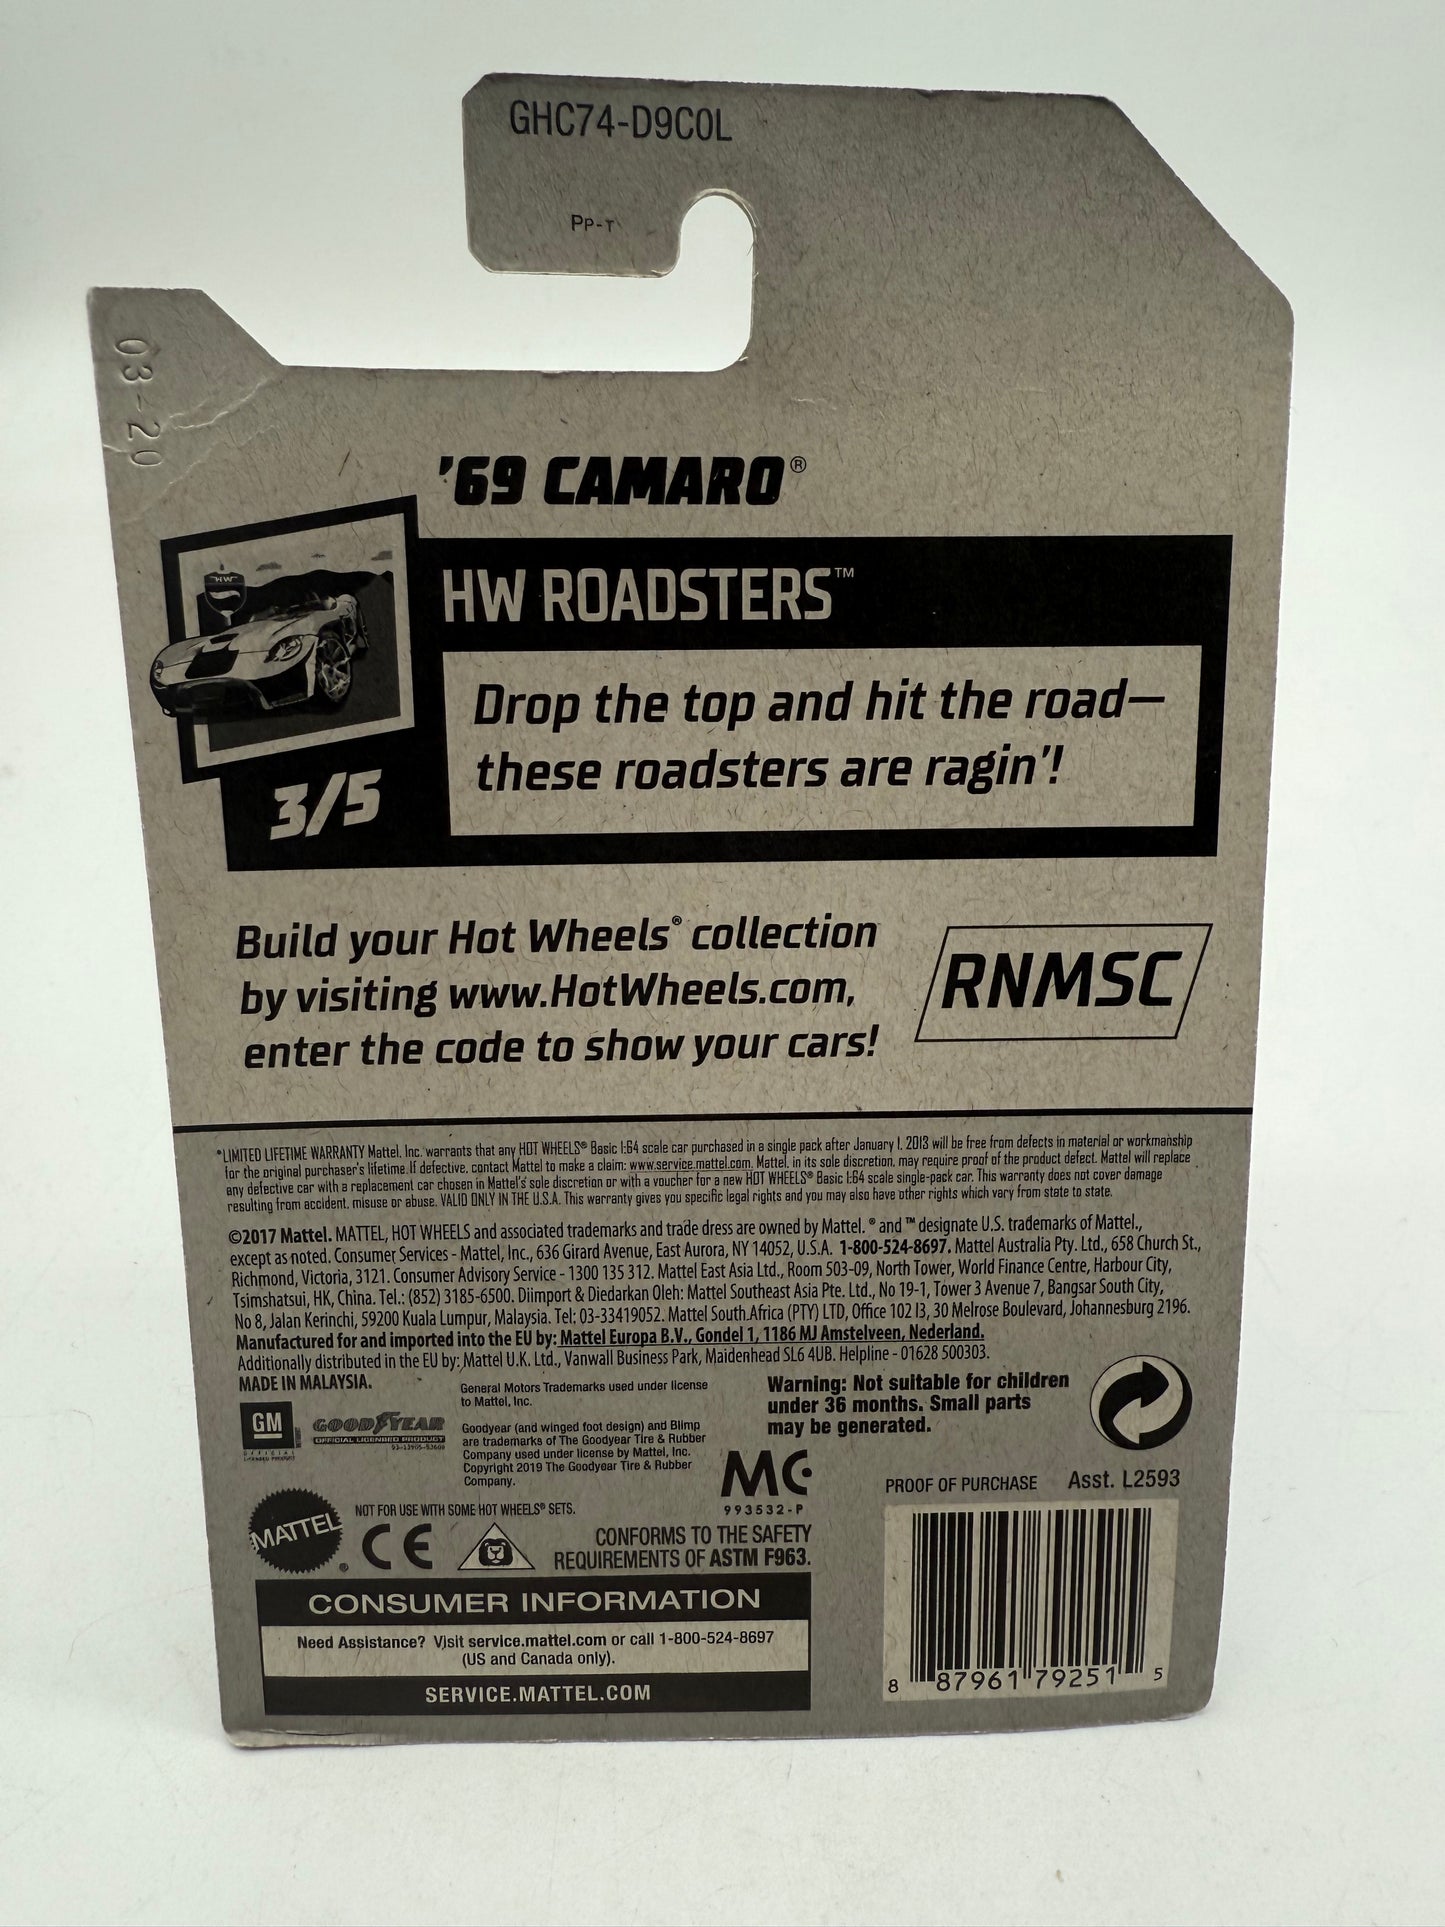 GHC74-D9C0L
PP-T
03-20
'69 CAMARO®
HW
HW ROADSTERS™
Drop the top and hit the road—
these roadsters are ragin'!
3/5
Build your Hot Wheels® collection
by visiting www.HotWheels.com,
enter the code to show your cars!
RNMSC
*LIMITED LIFETIME WARRANTY Mattel, Inc. warrants that any HOT WHEELS® Basic 1:64 scale car purchased in a single pack after January 1, 2013 will be free from defects in material or workmanship
for the original purchaser's lifetime. If defective, contact Mattel to make a claim: www.service.mattel.com. Mattel, in its sole discretion, may require proof of the product defect. Mattel will replace
any defective car with a replacement car chosen in Mattel's sole discretion or with a voucher for a new HOT WHEELS® Basic 1:64 scale single-pack car. This warranty does not cover damage
resulting from accident, misuse or abuse. VALID ONLY IN THE U.S.A. This warranty gives you specific legal rights and you may also have other rights which vary from state to state.
©2017 Mattel. MATTEL, HOT WHEELS and associated trademarks and trade dress are owned by Mattel. ® and ™ designate U.S. trademarks of Mattel.,
except as noted. Consumer Services - Mattel, Inc., 636 Girard Avenue, East Aurora, NY 14052, U.S.A. 1-800-524-8697. Mattel Australia Pty. Ltd., 658 Church St.,
Richmond, Victoria, 3121. Consumer Advisory Service - 1300 135 312. Mattel East Asia Ltd., Room 503-09, North Tower, World Finance Centre, Harbour City,
Tsimshatsui, HK, China. Tel.: (852) 3185-6500. Diimport & Diedarkan Oleh: Mattel Southeast Asia Pte. Ltd., No 19-1, Tower 3 Avenue 7, Bangsar South City,
No 8, Jalan Kerinchi, 59200 Kuala Lumpur, Malaysia. Tel: 03-33419052. Mattel South Africa (PTY) LTD, Office 102 I3, 30 Melrose Boulevard, Johannesburg 2196.
Manufactured for and imported into the EU by: Mattel Europa B.V., Gondel 1, 1186 MJ Amstelveen, Nederland.
Additionally distributed in the EU by: Mattel U.K. Ltd., Vanwall Business Park, Maidenhead SL6 4UB. Helpline - 01628 500303.
MADE IN MALAYSIA.
General Motors Trademarks used under license
to Mattel, Inc.
Warning: Not suitable for children
under 36 months. Small parts
may be generated.
GM
OFFICIAL
LICENSED PRODUCT
GOODYEAR
OFFICIAL LICENSED PRODUCT
Goodyear (and winged foot design) and Blimp
are trademarks of The Goodyear Tire & Rubber
Company used under license by Mattel, Inc.
Copyright 2019 The Goodyear Tire & Rubber
Company.
MC
993532-P
PROOF OF PURCHASE Asst. L2593
MATTEL®
NOT FOR USE WITH SOME HOT WHEELS® SETS.
CE
CONFORMS TO THE SAFETY
REQUIREMENTS OF ASTM F963.
CONSUMER INFORMATION
Need Assistance? Visit service.mattel.com or call 1-800-524-8697
(US and Canada only).
SERVICE.MATTEL.COM
8 87961 79251 5